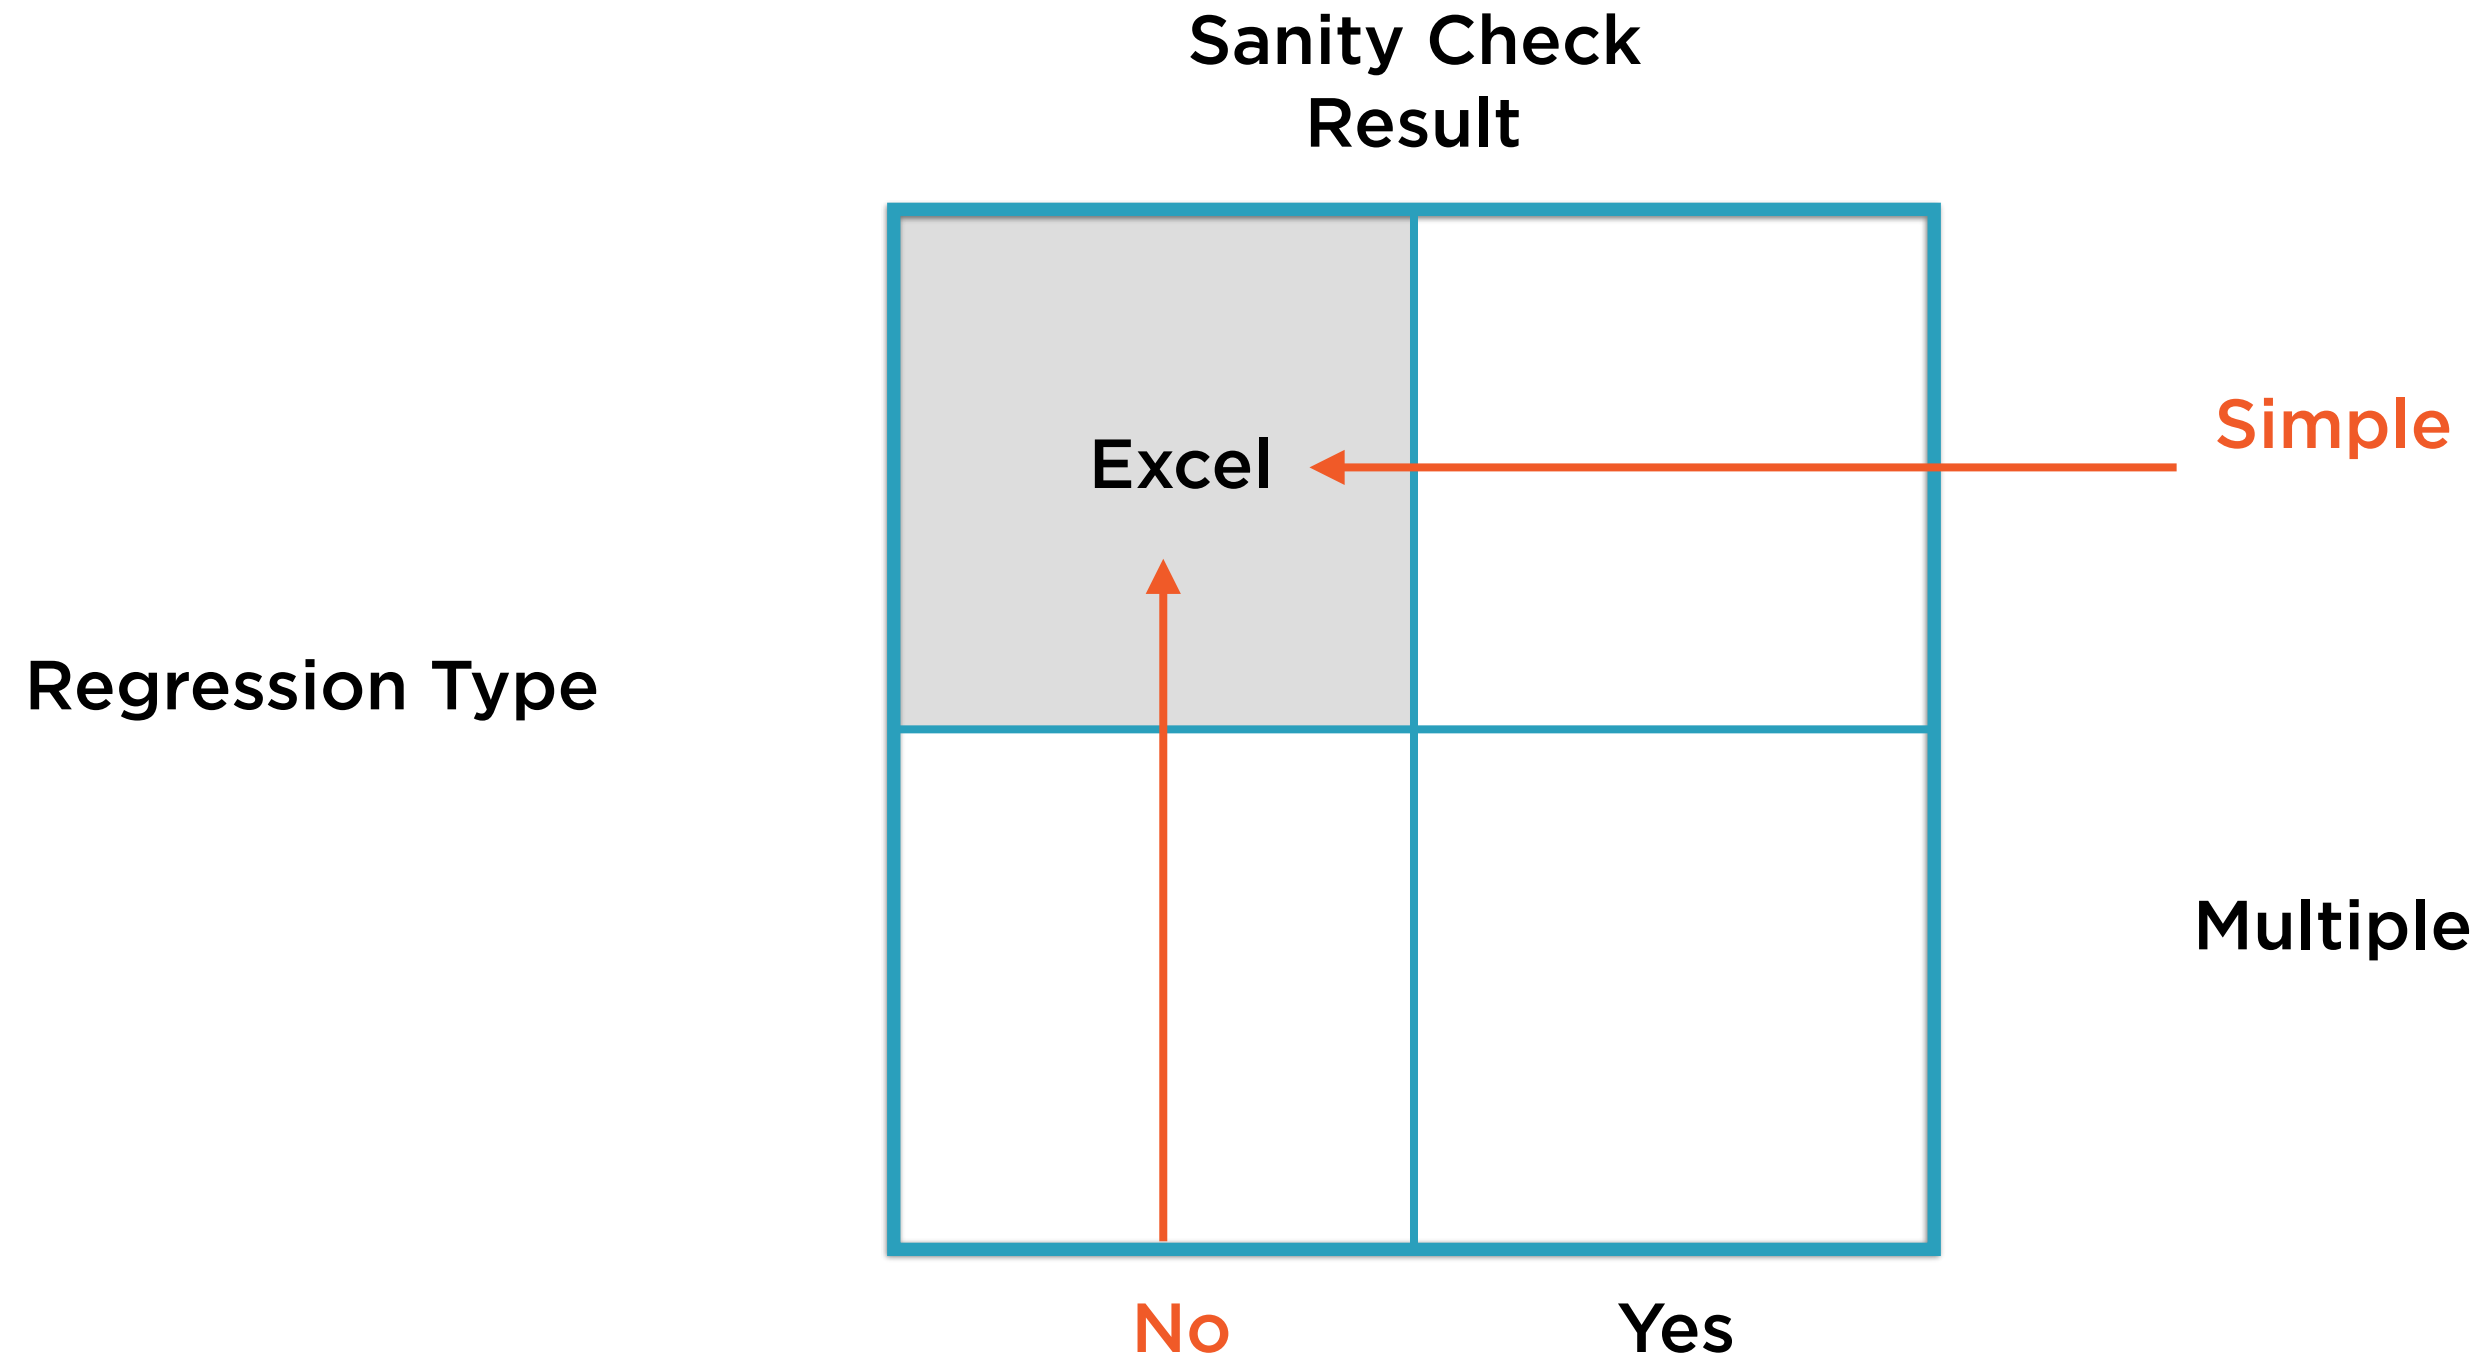 Sanity Check
Result
Simple
Excel
Regression Type
Multiple
No
Yes